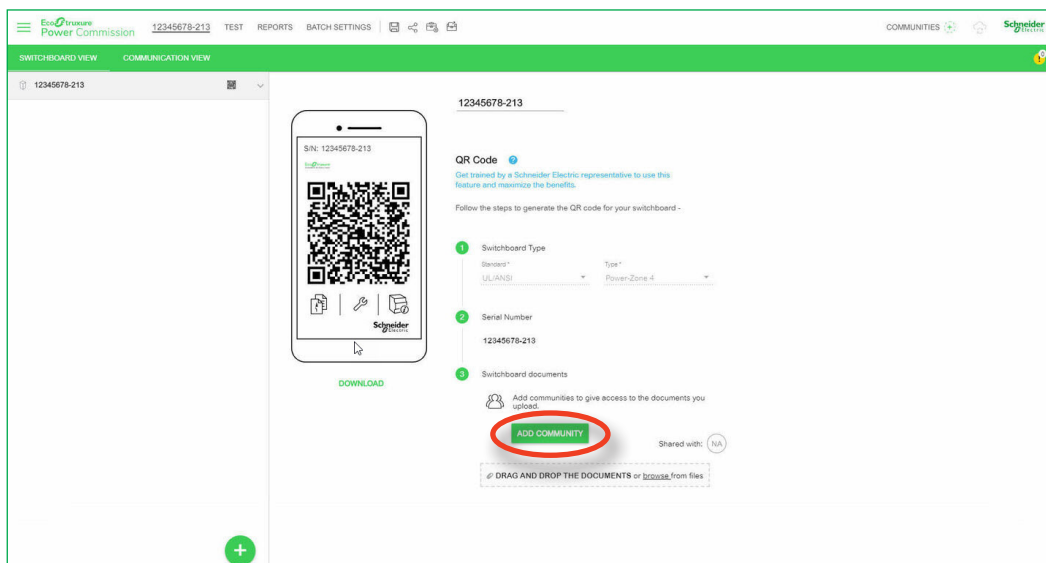 EcoStruxure
Power Commission
12345678-213 TEST REPORTS BATCH SETTINGS
COMMUNITIES
Schneider
Electric
SWITCHBOARD VIEW COMMUNICATION VIEW
0
12345678-213
12345678-213
S/N: 12345678-213
EcoStruxure
Schneider
Electric
DOWNLOAD
QR Code ?
Get trained by a Schneider Electric representative to use this
feature and maximize the benefits.
Follow the steps to generate the QR code for your switchboard -
1 Switchboard Type
Standard * Type *
UL/ANSI Power-Zone 4
2 Serial Number
12345678-213
3 Switchboard documents
Add communities to give access to the documents you
upload.
ADD COMMUNITY
Shared with: NA
DRAG AND DROP THE DOCUMENTS or browse from files